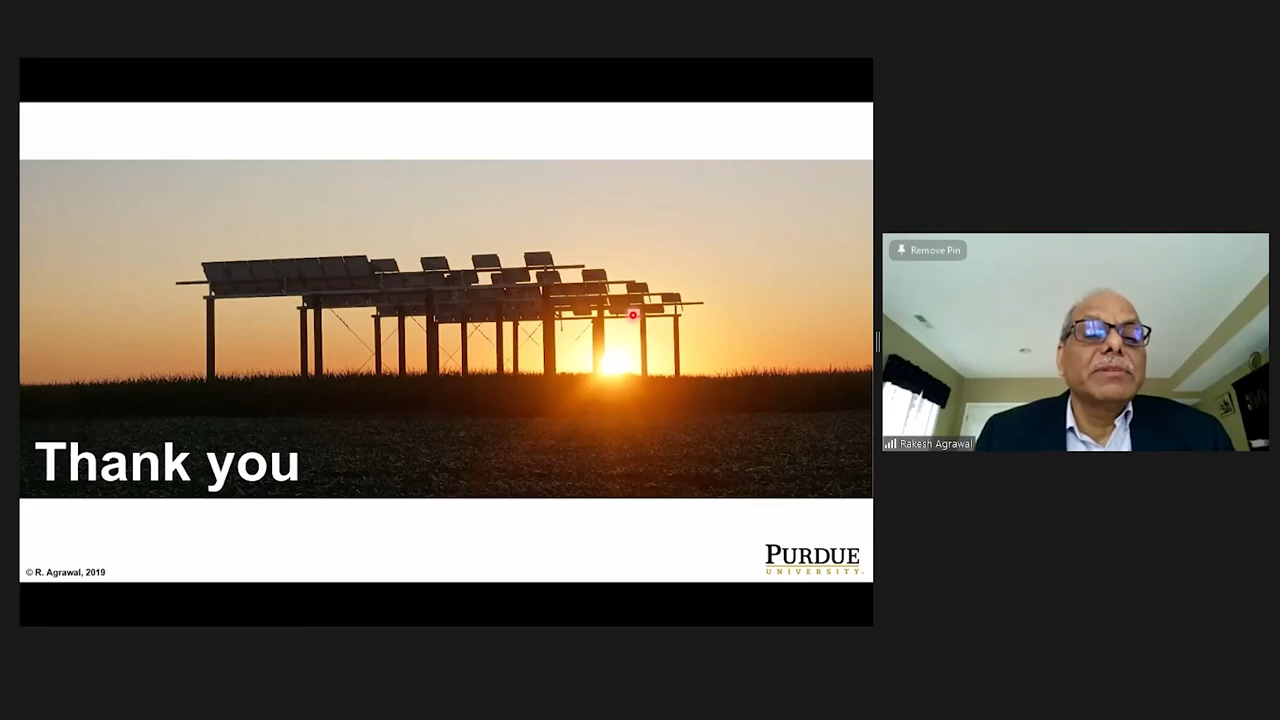 Thank you
© R. Agrawal, 2019
PURDUE
UNIVERSITY.
Remove Pin
Rakesh Agrawal